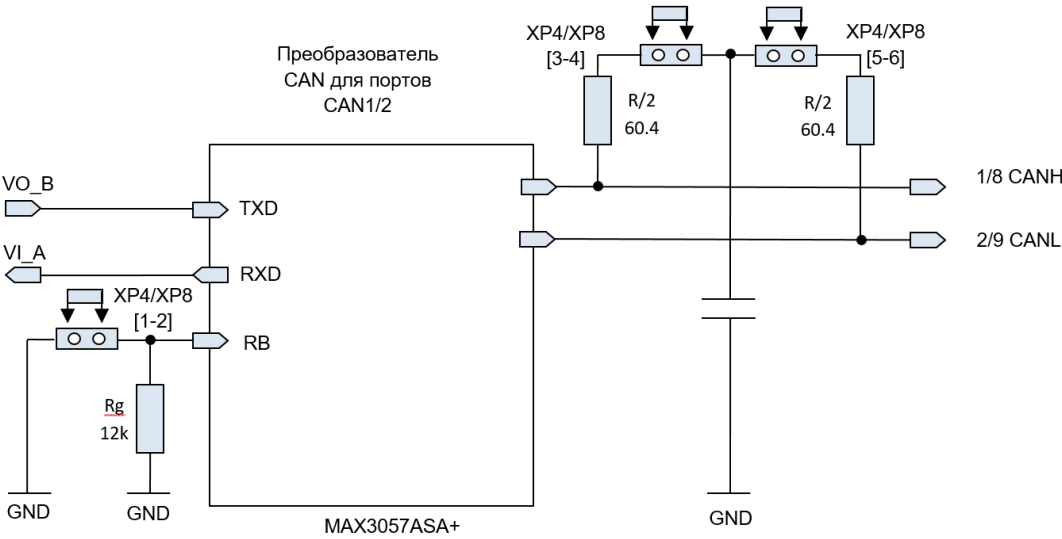 Преобразователь
CAN для портов
CAN1/2
XP4/XP8
[3-4]
XP4/XP8
[5-6]
R/2
60.4
R/2
60.4
VO_B
TXD
1/8 CANH
VI_A
RXD
2/9 CANL
XP4/XP8
[1-2]
RB
Rg
12k
GND
GND
GND
MAX3057ASA+